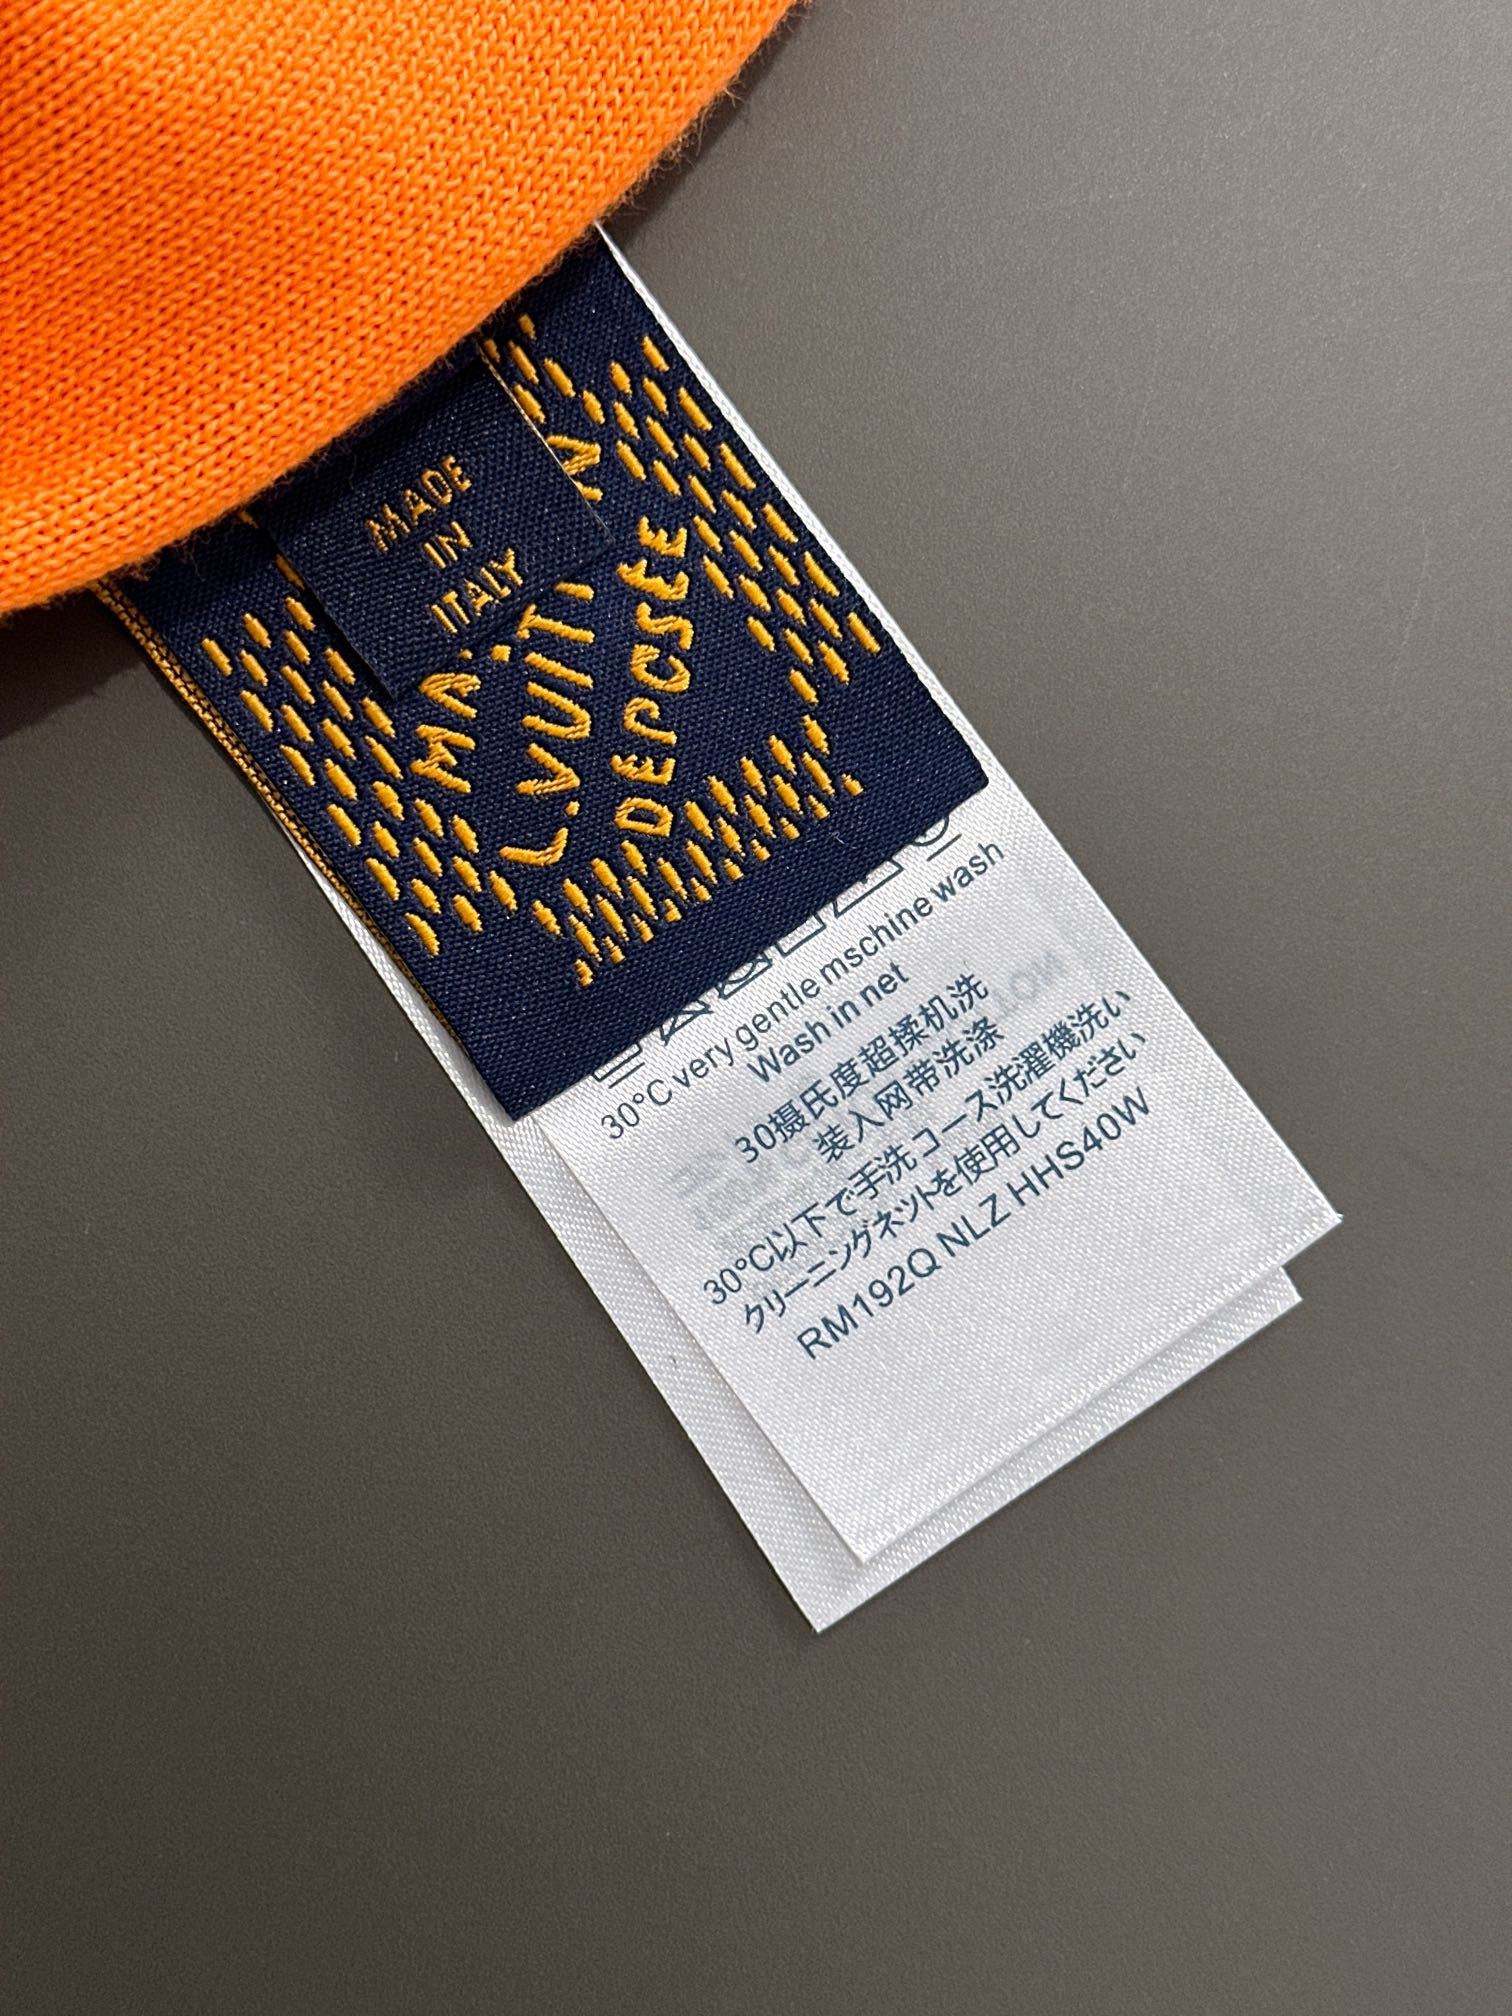 MADE
IN
ITALY
L.VUIT
DEPCSEE
30°C very gentle mschine wash
Wash in net
30摄氏度超揉机洗
装入网带洗涤
30°C以下で手洗コース洗濯機洗い
クリーニングネットを使用してください
RM192Q NLZ HHS40W